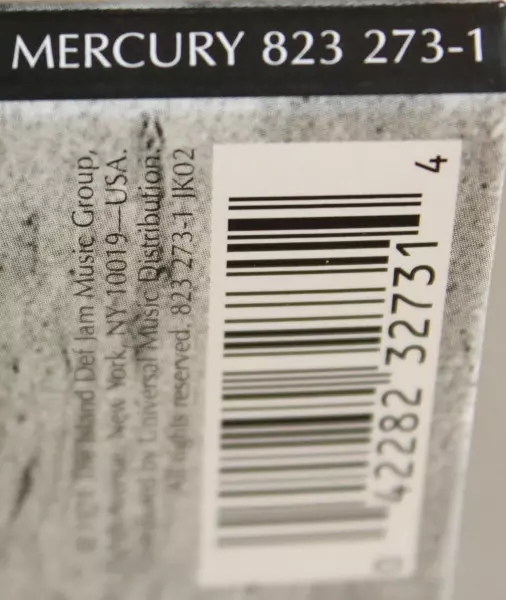 MERCURY 823 273-1
Island Def Jam Music Group,
New York, NY 10019—USA.
by Universal Music Distribution.
All rights reserved. 823 273-1 JK02
0 42282 32731 4